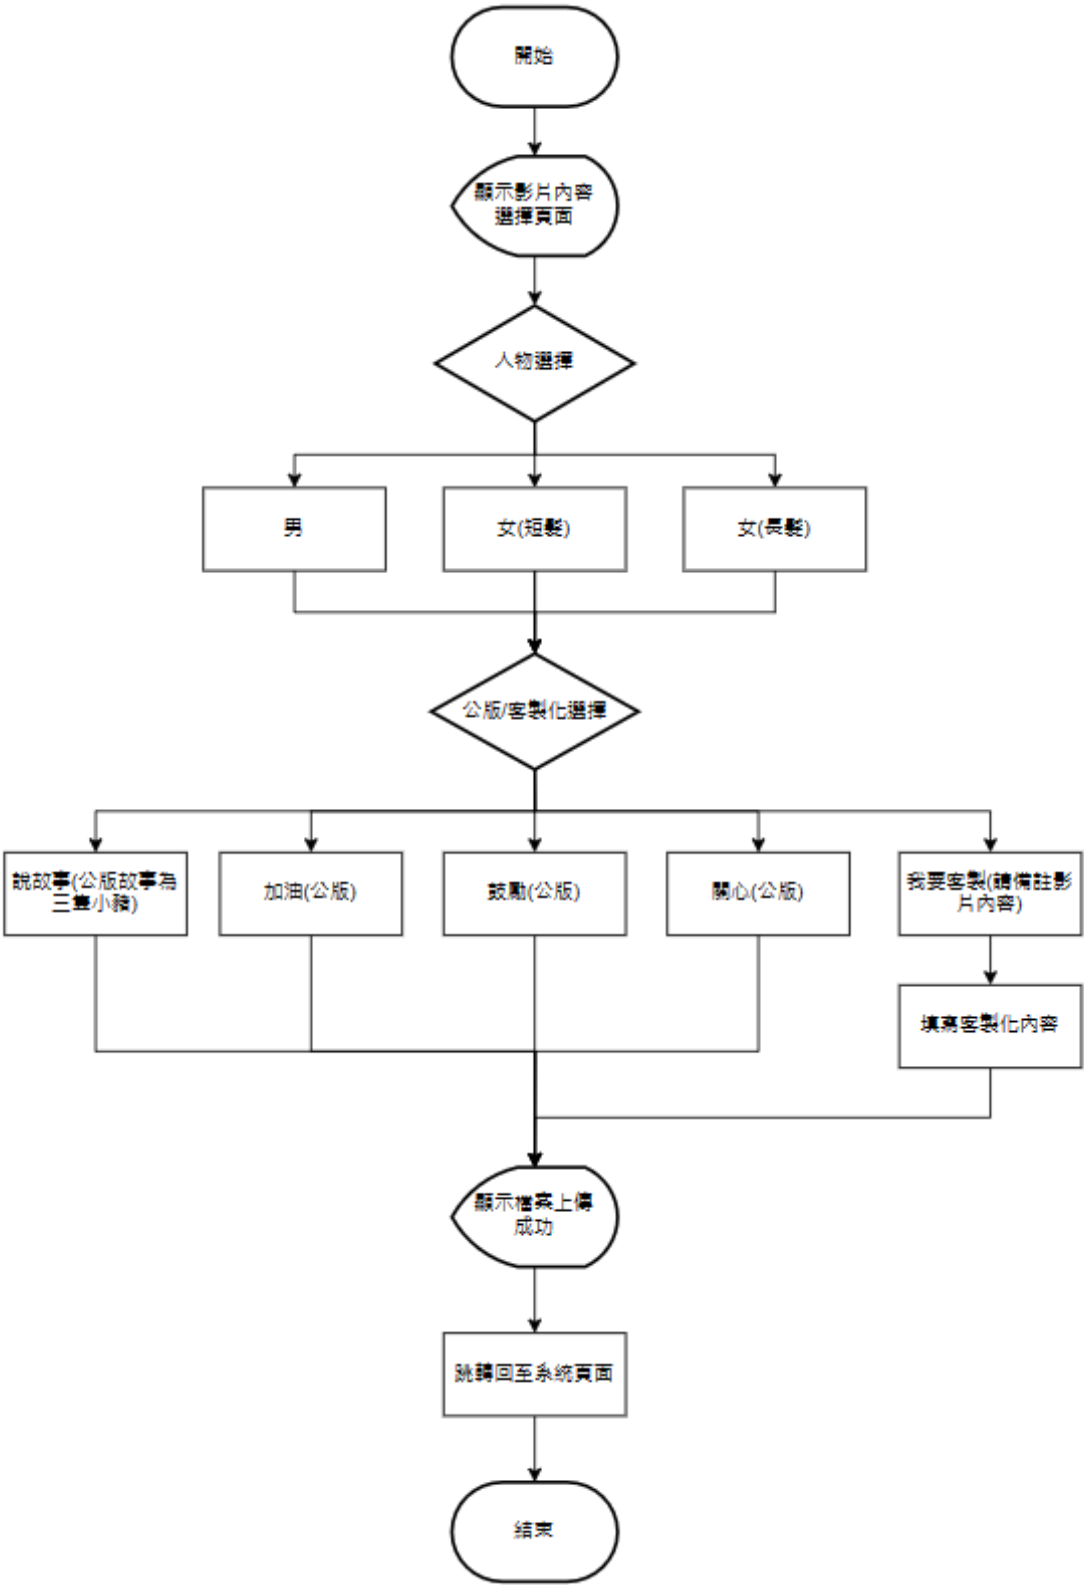 開始
顯示影片內容
選擇頁面
人物選擇
男
女(短髮)
女(長髮)
公版/客製化選擇
說故事(公版故事為
三隻小豬)
加油(公版)
鼓勵(公版)
關心(公版)
我要客製(請備註影
片內容)
填寫客製化內容
顯示檔案上傳
成功
跳轉回至系統頁面
結束